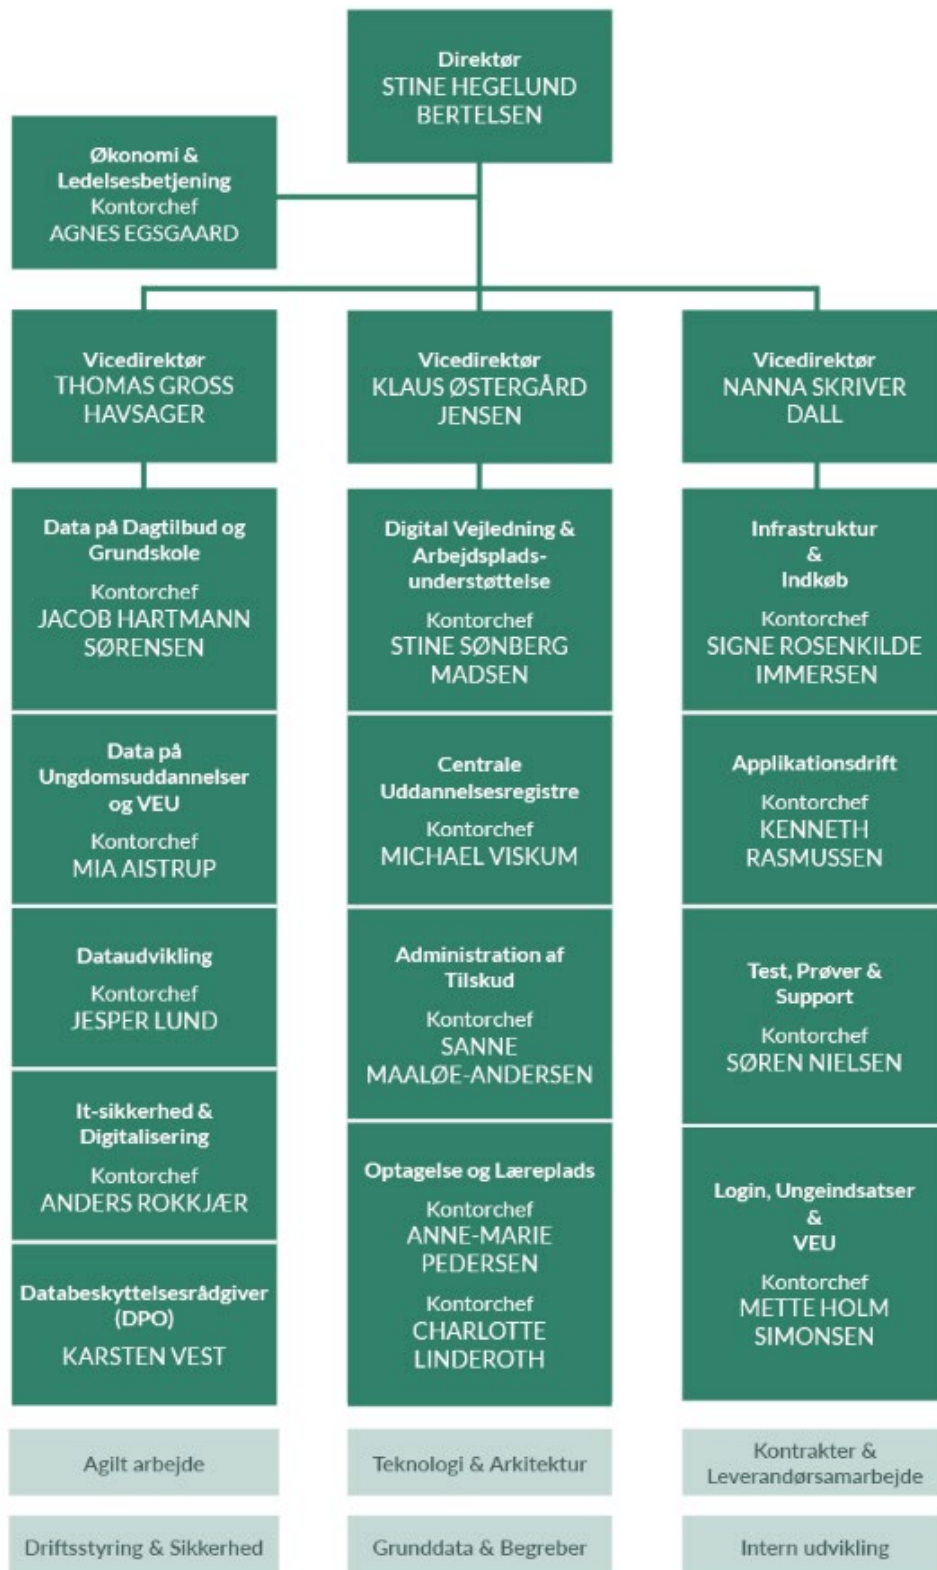 Direktør
STINE HEGELUND
BERTELSEN
Økonomi &
Ledelsesbetjening
Kontorchef
AGNES EGSGAARD
Vicedirektør
THOMAS GROSS
HAVSAGER
Vicedirektør
KLAUS ØSTERGÅRD
JENSEN
Vicedirektør
NANNA SKRIVER
DALL
Data på Dagtilbud og
Grundskole
Kontorchef
JACOB HARTMANN
SØRENSEN
Data på
Ungdomsuddannelser
og VEU
Kontorchef
MIA AISTRUP
Dataudvikling
Kontorchef
JESPER LUND
It-sikkerhed &
Digitalisering
Kontorchef
ANDERS ROKKJÆR
Databeskyttelsesrådgiver
(DPO)
KARSTEN VEST
Digital Vejledning &
Arbejdsplads-
understøttelse
Kontorchef
STINE SØNBERG
MADSEN
Centrale
Uddannelsesregistre
Kontorchef
MICHAEL VISKUM
Administration af
Tilskud
Kontorchef
SANNE
MAALØE-ANDERSEN
Optagelse og Læreplads
Kontorchef
ANNE-MARIE
PEDERSEN
Kontorchef
CHARLOTTE
LINDEROTH
Infrastruktur
&
Indkøb
Kontorchef
SIGNE ROSENKILDE
IMMERSEN
Applikationsdrift
Kontorchef
KENNETH
RASMUSSEN
Test, Prøver &
Support
Kontorchef
SØREN NIELSEN
Login, Ungeindsatser
&
VEU
Kontorchef
METTE HOLM
SIMONSEN
Agilt arbejde
Teknologi & Arkitektur
Kontrakter &
Leverandørsamarbejde
Driftsstyring & Sikkerhed
Grunddata & Begreber
Intern udvikling